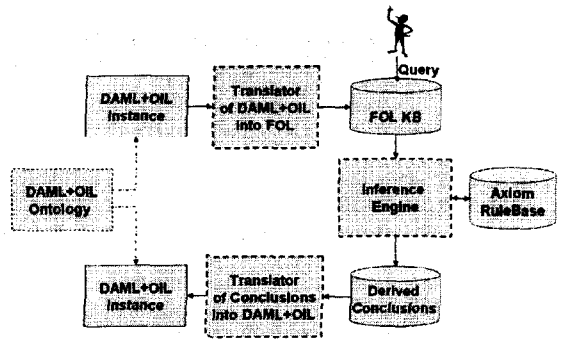 Query
DAML+OIL
Instance
Translator
of DAML+OIL
into FOL
FOL KB
DAML+OIL
Ontology
Inference
Engine
Axiom
RuleBase
DAML+OIL
Instance
Translator
of Conclusions
into DAML+OIL
Derived
Conclusions